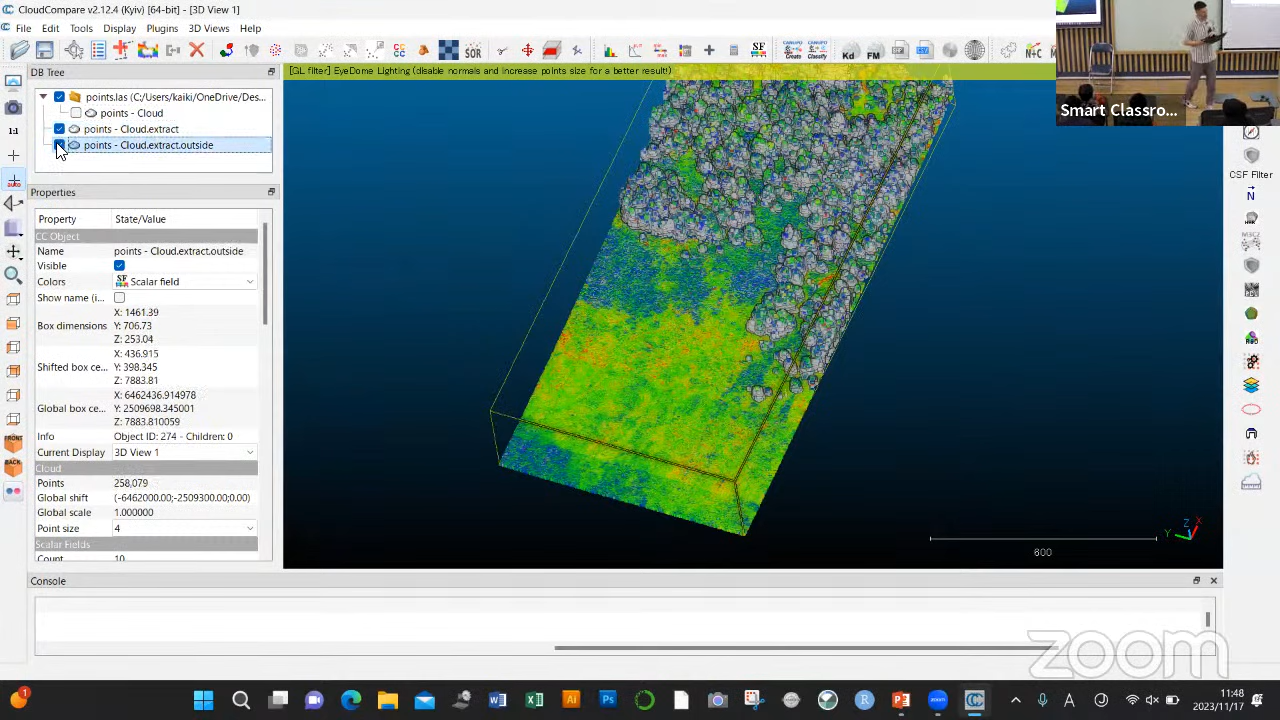 CloudCompare v2.12.4 (Kyiv) [64-bit] - [3D View 1]
File Edit Tools Display Plugins 3DViews Help
DB Tree
points.las (C:/Users/kaiki/OneDrive/Des...
points - Cloud
points - Cloud.extract
points - Cloud.extract.outside
Properties
Property State/Value
CC Object
Name points - Cloud.extract.outside
Visible
Colors SF Scalar field
Show name (i...
Box dimensions X: 1461.39
Y: 706.73
Z: 253.04
Shifted box ce... X: 436.915
Y: 398.345
Z: 7883.81
Global box ce... X: 6462436.914978
Y: 2509698.345001
Z: 7883.810059
Info Object ID: 274 - Children: 0
Current Display 3D View 1
Cloud
Points 258,079
Global shift (-6462000.00;-2509300.00;0.00)
Global scale 1.000000
Point size 4
Scalar Fields
Count 10
[GL filter] EyeDome Lighting (disable normals and increase points size for a better result!)
Smart Classro...
CSF Filter
600
Console
zoom
11:48
2023/11/17